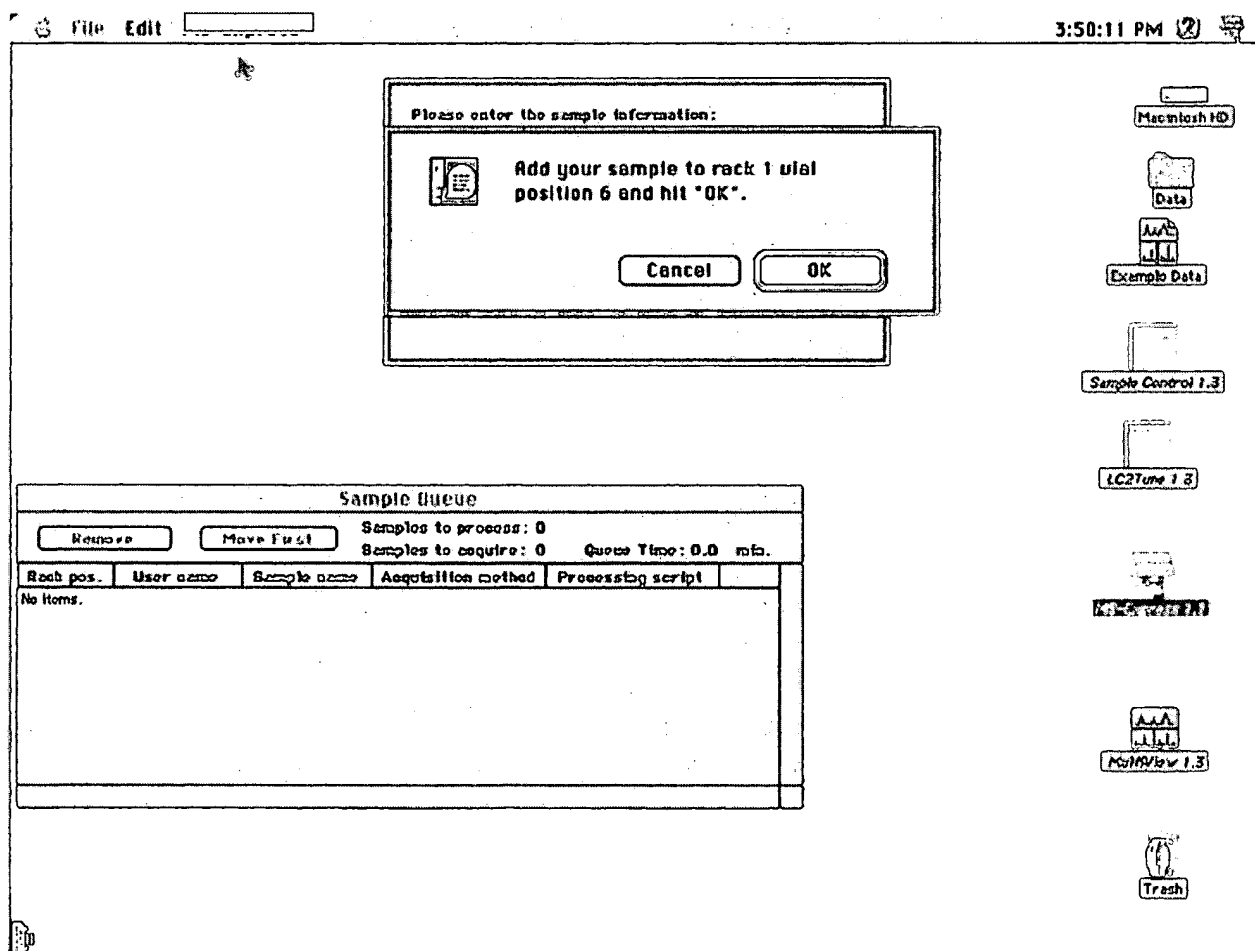 File Edit
3:50:11 PM
Please enter the sample information:
Add your sample to rack 1 vial
position 6 and hit "OK".
Cancel OK
Macintosh HD
Data
Example Data
Sample Control 1.3
LC2Tune 1.3
MultiView 1.3
Trash
Sample Queue
Remove Move First
Samples to process: 0
Samples to acquire: 0 Queue Time: 0.0 min.
Rack pos. User name Sample name Acquisition method Processing script
No items.